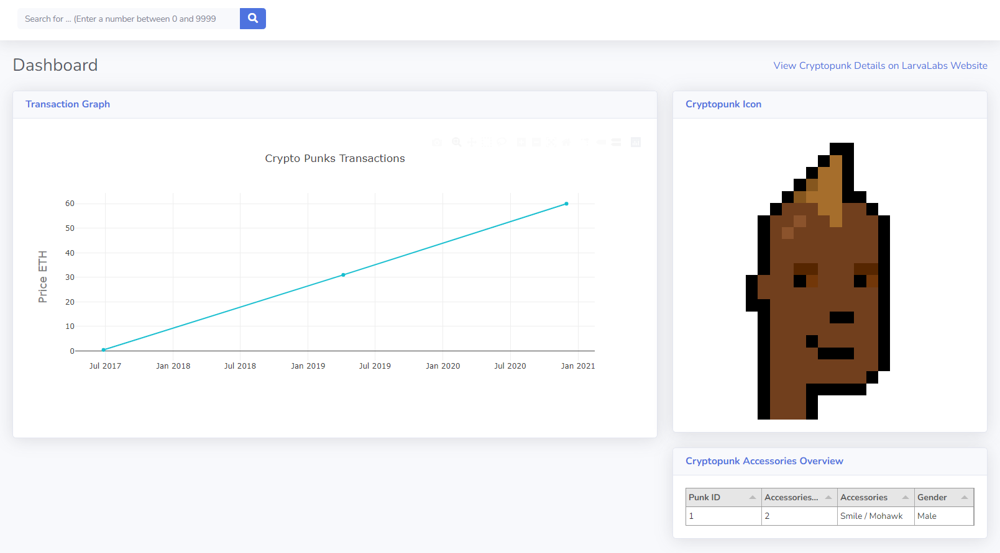 Search for ... (Enter a number between 0 and 9999
Dashboard
View Cryptopunk Details on LarvaLabs Website
Transaction Graph
Crypto Punks Transactions
Price ETH
60
50
40
30
20
10
0
Jul 2017 Jan 2018 Jul 2018 Jan 2019 Jul 2019 Jan 2020 Jul 2020 Jan 2021
Cryptopunk Icon
Cryptopunk Accessories Overview
Punk ID Accessories... Accessories Gender
1 2 Smile / Mohawk Male